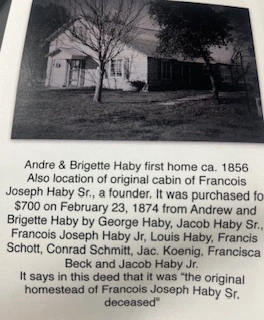 Andre & Brigette Haby first home ca. 1856
Also location of original cabin of Francois
Joseph Haby Sr., a founder. It was purchased fo
$700 on February 23, 1874 from Andrew and
Brigette Haby by George Haby, Jacob Haby Sr.,
Francois Joseph Haby Jr, Louis Haby, Francis
Schott, Conrad Schmitt, Jac. Koenig, Francisca
Beck and Jacob Haby Jr.
It says in this deed that it was "the original
homestead of Francois Joseph Haby Sr,
deceased"